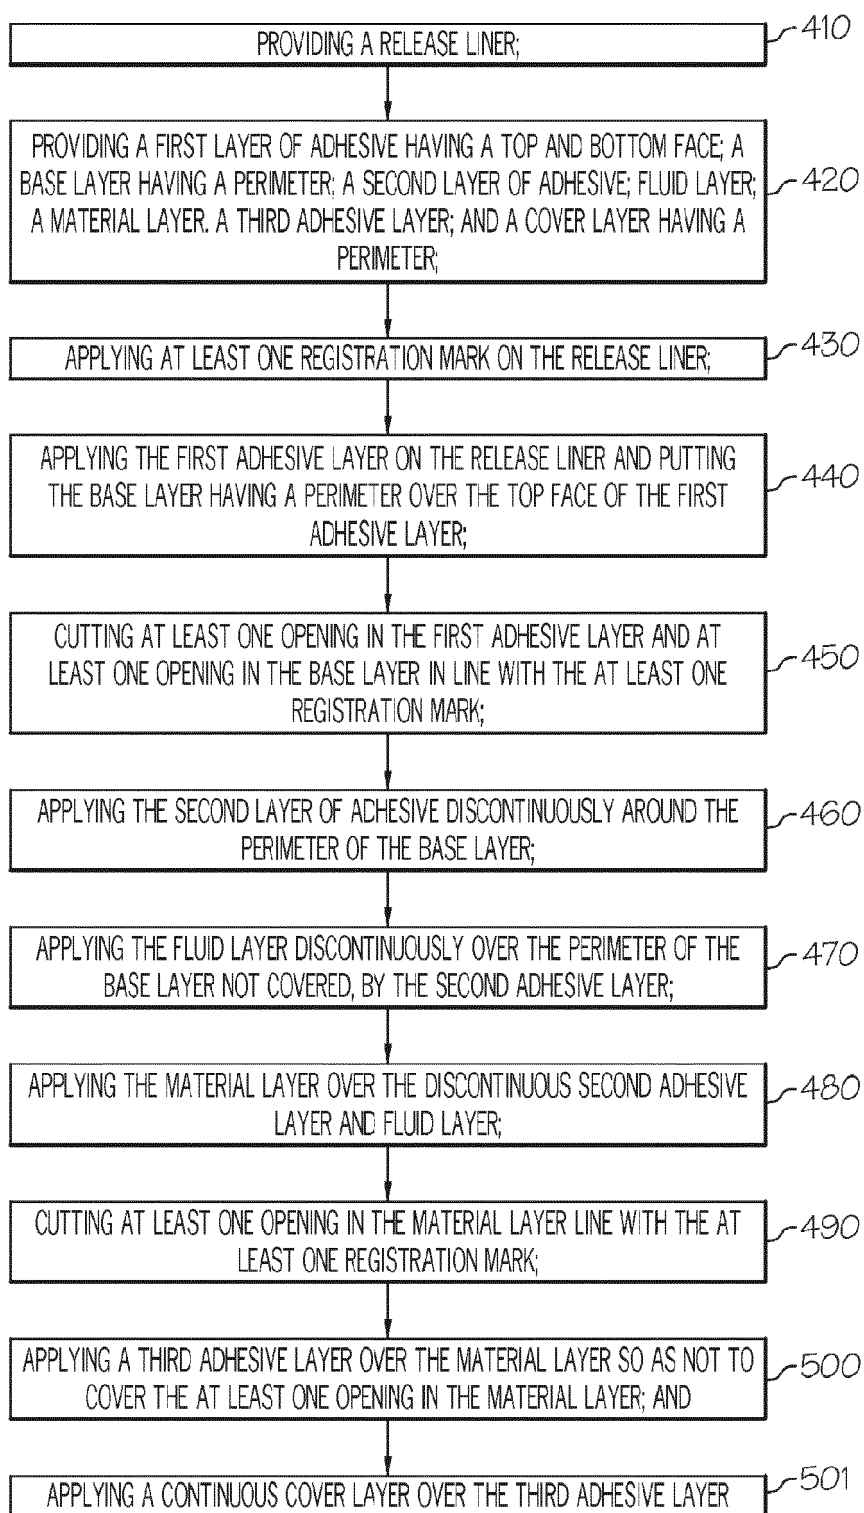 PROVIDING A RELEASE LINER;
410
PROVIDING A FIRST LAYER OF ADHESIVE HAVING A TOP AND BOTTOM FACE; A
BASE LAYER HAVING A PERIMETER; A SECOND LAYER OF ADHESIVE; FLUID LAYER;
A MATERIAL LAYER. A THIRD ADHESIVE LAYER; AND A COVER LAYER HAVING A
PERIMETER;
420
APPLYING AT LEAST ONE REGISTRATION MARK ON THE RELEASE LINER;
430
APPLYING THE FIRST ADHESIVE LAYER ON THE RELEASE LINER AND PUTTING
THE BASE LAYER HAVING A PERIMETER OVER THE TOP FACE OF THE FIRST
ADHESIVE LAYER;
440
CUTTING AT LEAST ONE OPENING IN THE FIRST ADHESIVE LAYER AND AT
LEAST ONE OPENING IN THE BASE LAYER IN LINE WITH THE AT LEAST ONE
REGISTRATION MARK;
450
APPLYING THE SECOND LAYER OF ADHESIVE DISCONTINUOUSLY AROUND THE
PERIMETER OF THE BASE LAYER;
460
APPLYING THE FLUID LAYER DISCONTINUOUSLY OVER THE PERIMETER OF THE
BASE LAYER NOT COVERED, BY THE SECOND ADHESIVE LAYER;
470
APPLYING THE MATERIAL LAYER OVER THE DISCONTINUOUS SECOND ADHESIVE
LAYER AND FLUID LAYER;
480
CUTTING AT LEAST ONE OPENING IN THE MATERIAL LAYER LINE WITH THE AT
LEAST ONE REGISTRATION MARK;
490
APPLYING A THIRD ADHESIVE LAYER OVER THE MATERIAL LAYER SO AS NOT TO
COVER THE AT LEAST ONE OPENING IN THE MATERIAL LAYER; AND
500
APPLYING A CONTINUOUS COVER LAYER OVER THE THIRD ADHESIVE LAYER
501